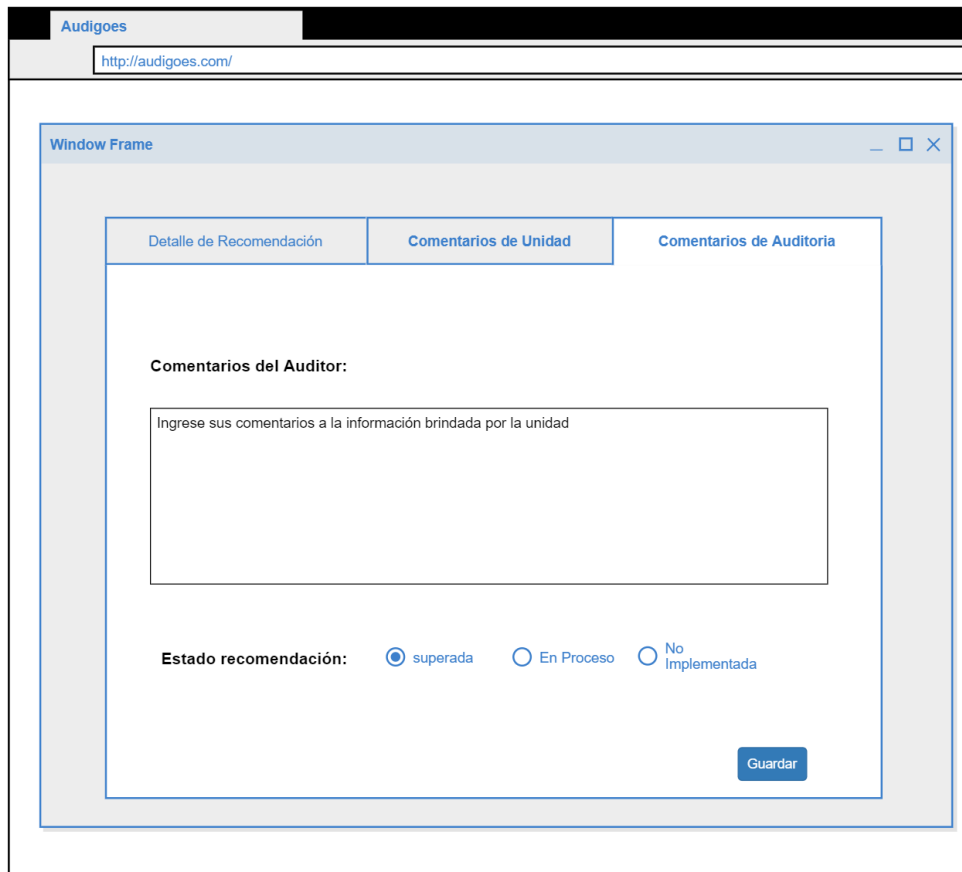 Audigoes
http://audigoes.com/
Window Frame
Detalle de Recomendación
Comentarios de Unidad
Comentarios de Auditoria
Comentarios del Auditor:
Ingrese sus comentarios a la información brindada por la unidad
Estado recomendación:
superada
En Proceso
No
Implementada
Guardar